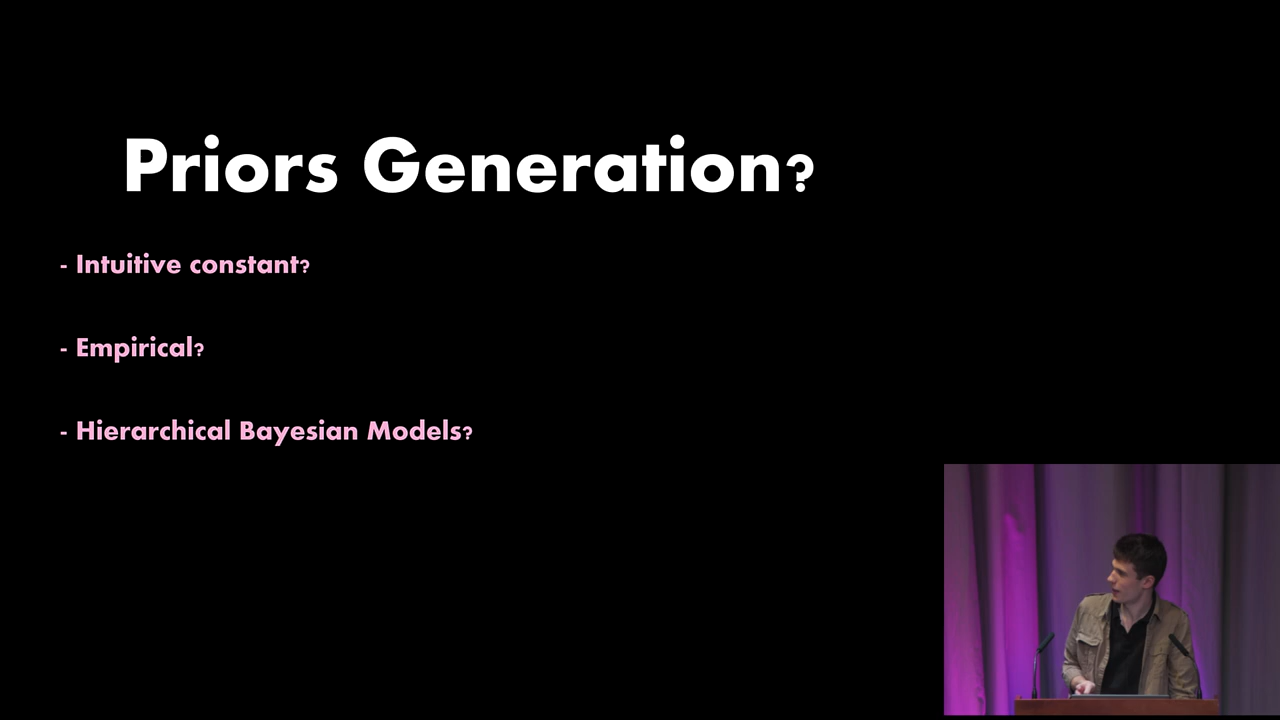 Priors Generation?
- Intuitive constant?
- Empirical?
- Hierarchical Bayesian Models?